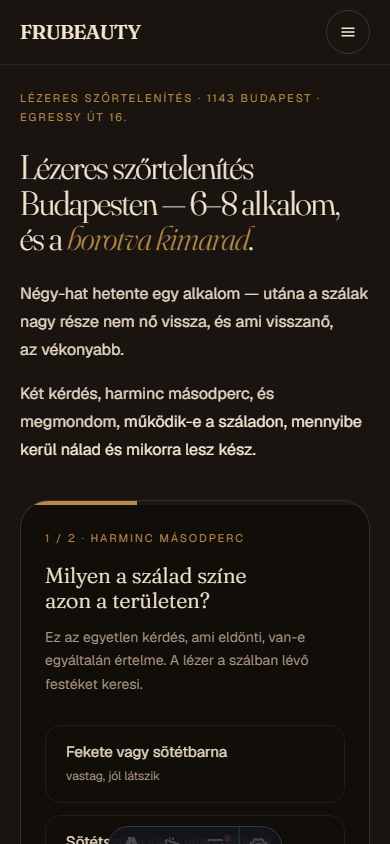 FRUBEAUTY
LÉZERES SZŐRTELENÍTÉS · 1143 BUDAPEST ·
EGRESSY ÚT 16.
Lézeres szőrtelenítés
Budapesten — 6–8 alkalom,
és a borotva kimarad.
Négy-hat hetente egy alkalom — utána a szálak
nagy része nem nő vissza, és ami visszanő,
az vékonyabb.
Két kérdés, harminc másodperc, és
megmondom, működik-e a száladon, mennyibe
kerül nálad és mikorra lesz kész.
1 / 2 · HARMINC MÁSODPERC
Milyen a szálad színe
azon a területen?
Ez az egyetlen kérdés, ami eldönti, van-e
egyáltalán értelme. A lézer a szálban lévő
festéket keresi.
Fekete vagy sötétbarna
vastag, jól látszik